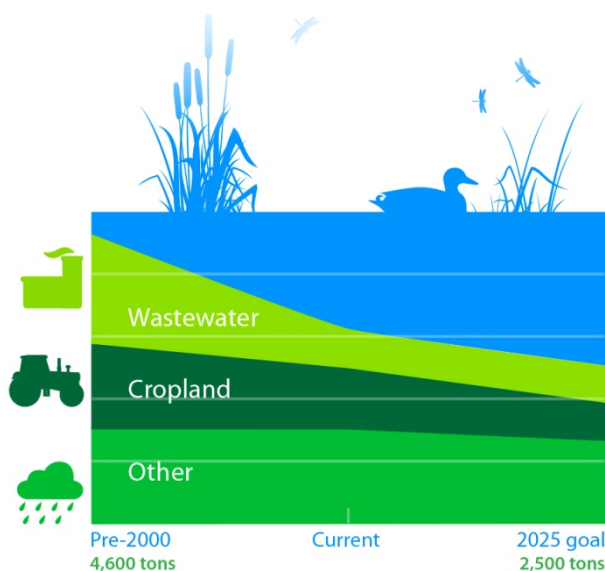 Wastewater
Cropland
Other
Pre-2000 Current 2025 goal
4,600 tons 2,500 tons